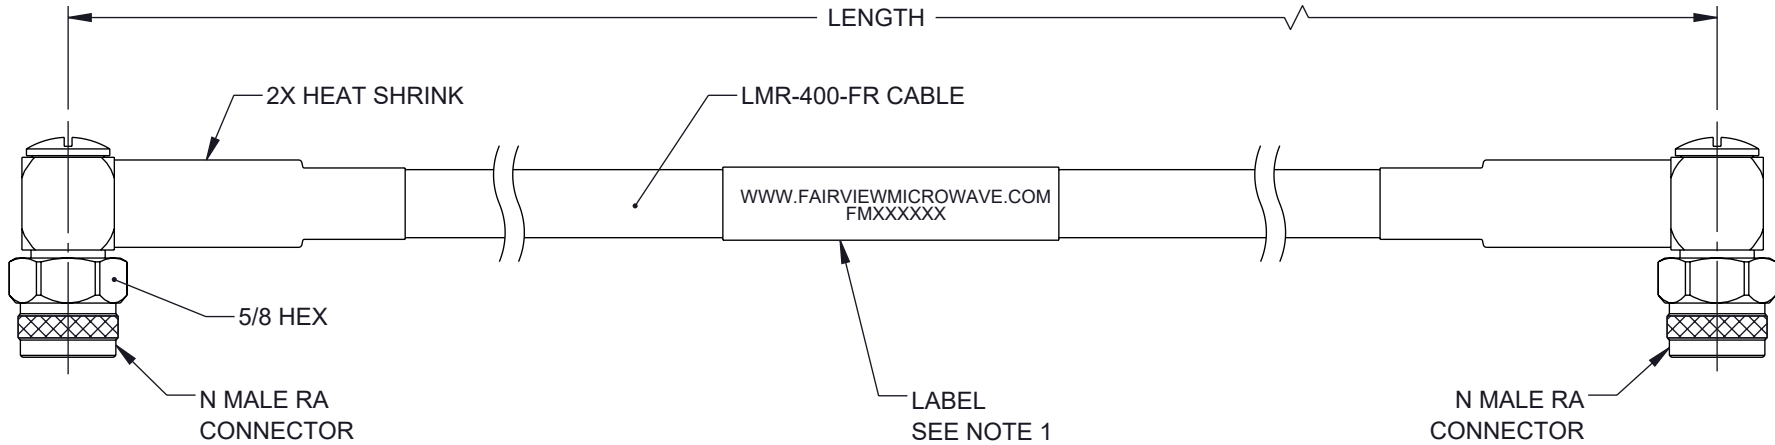 LENGTH
2X HEAT SHRINK
LMR-400-FR CABLE
WWW.FAIRVIEWMICROWAVE.COM
FMXXXXXX
5/8 HEX
N MALE RA
CONNECTOR
LABEL
SEE NOTE 1
N MALE RA
CONNECTOR